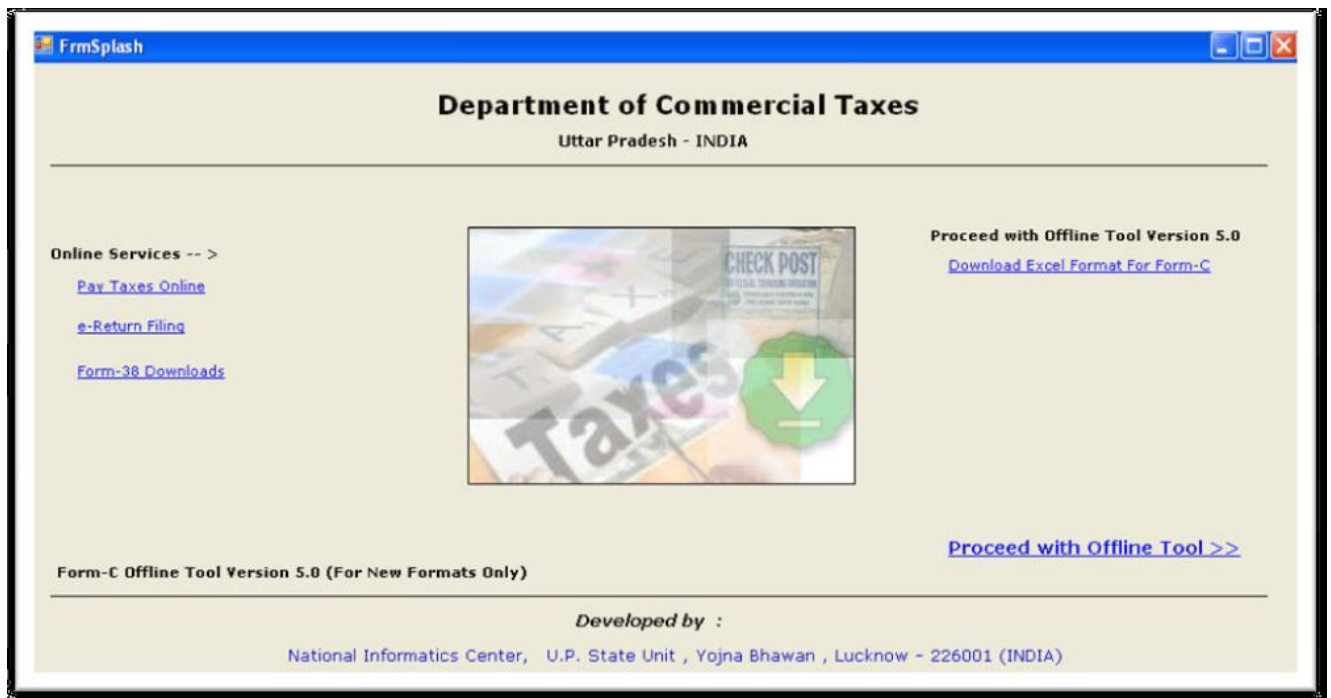 FrmSplash
Department of Commercial Taxes
Uttar Pradesh - INDIA
Online Services -- >
Pay Taxes Online
e-Return Filing
Form-38 Downloads
CHECK POST
Taxes
Proceed with Offline Tool Version 5.0
Download Excel Format For Form-C
Proceed with Offline Tool >>
Form-C Offline Tool Version 5.0 (For New Formats Only)
Developed by :
National Informatics Center, U.P. State Unit , Yojna Bhawan , Lucknow - 226001 (INDIA)